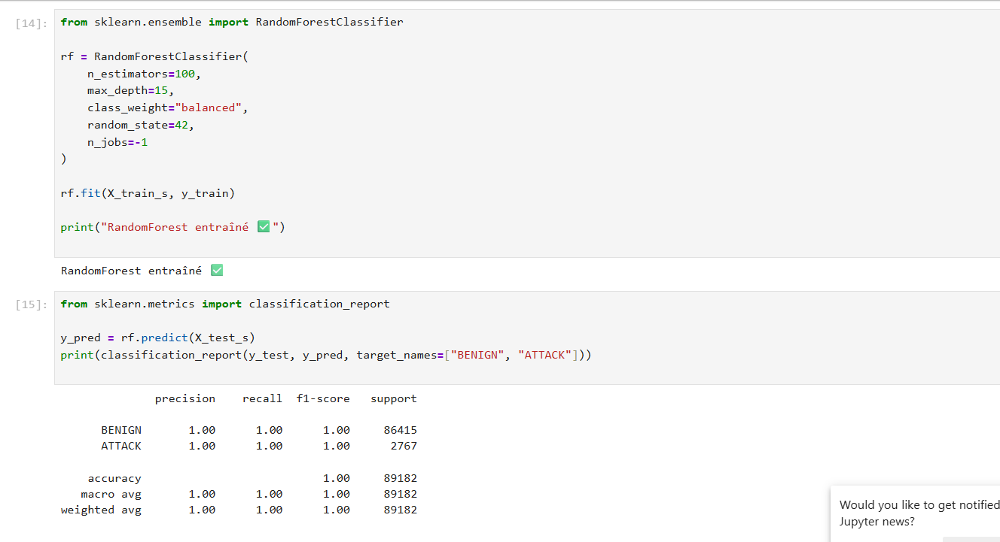 [14]: from sklearn.ensemble import RandomForestClassifier
rf = RandomForestClassifier(
    n_estimators=100,
    max_depth=15,
    class_weight="balanced",
    random_state=42,
    n_jobs=-1
)
rf.fit(X_train_s, y_train)
print("RandomForest entraîné ✅")
RandomForest entraîné ✅
[15]: from sklearn.metrics import classification_report
y_pred = rf.predict(X_test_s)
print(classification_report(y_test, y_pred, target_names=["BENIGN", "ATTACK"]))
precision recall f1-score support
BENIGN 1.00 1.00 1.00 86415
ATTACK 1.00 1.00 1.00 2767
accuracy 1.00 89182
macro avg 1.00 1.00 1.00 89182
weighted avg 1.00 1.00 1.00 89182
Would you like to get notified
Jupyter news?